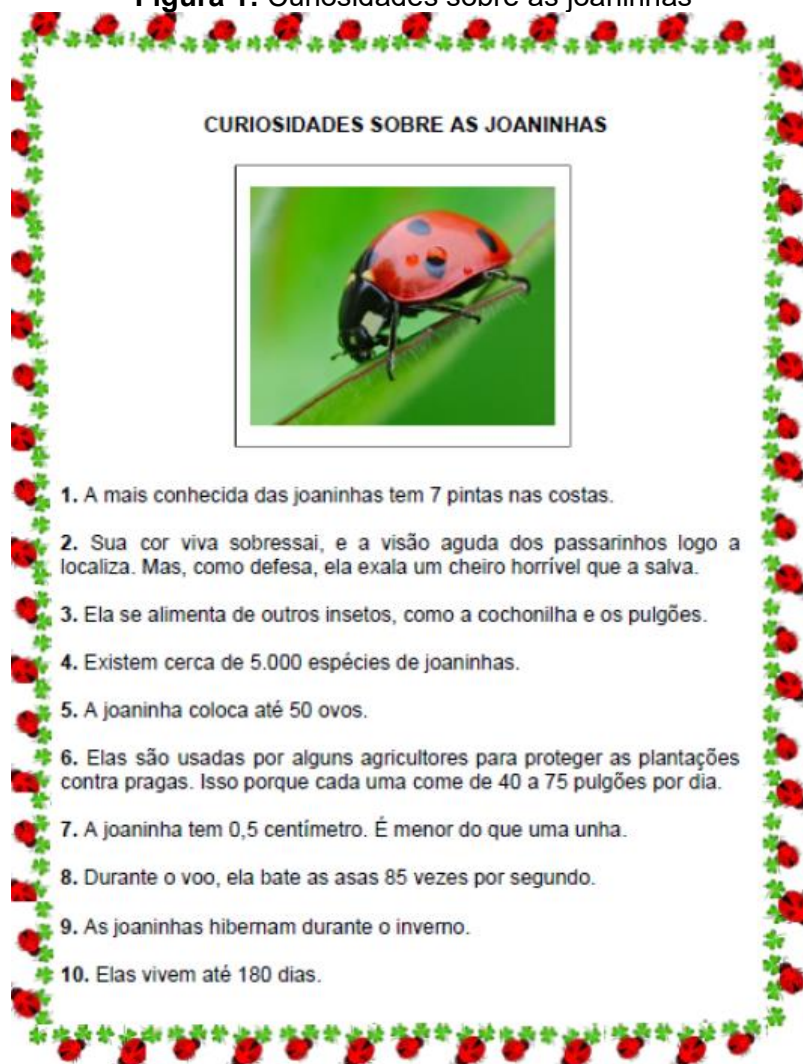 Figura 1: Curiosidades sobre as joaninhas
CURIOSIDADES SOBRE AS JOANINHAS
1. A mais conhecida das joaninhas tem 7 pintas nas costas.
2. Sua cor viva sobressai, e a visão aguda dos passarinhos logo a
localiza. Mas, como defesa, ela exala um cheiro horrível que a salva.
3. Ela se alimenta de outros insetos, como a cochonilha e os pulgões.
4. Existem cerca de 5.000 espécies de joaninhas.
5. A joaninha coloca até 50 ovos.
6. Elas são usadas por alguns agricultores para proteger as plantações
contra pragas. Isso porque cada uma come de 40 a 75 pulgões por dia.
7. A joaninha tem 0,5 centímetro. É menor do que uma unha.
8. Durante o voo, ela bate as asas 85 vezes por segundo.
9. As joaninhas hibernam durante o inverno.
10. Elas vivem até 180 dias.